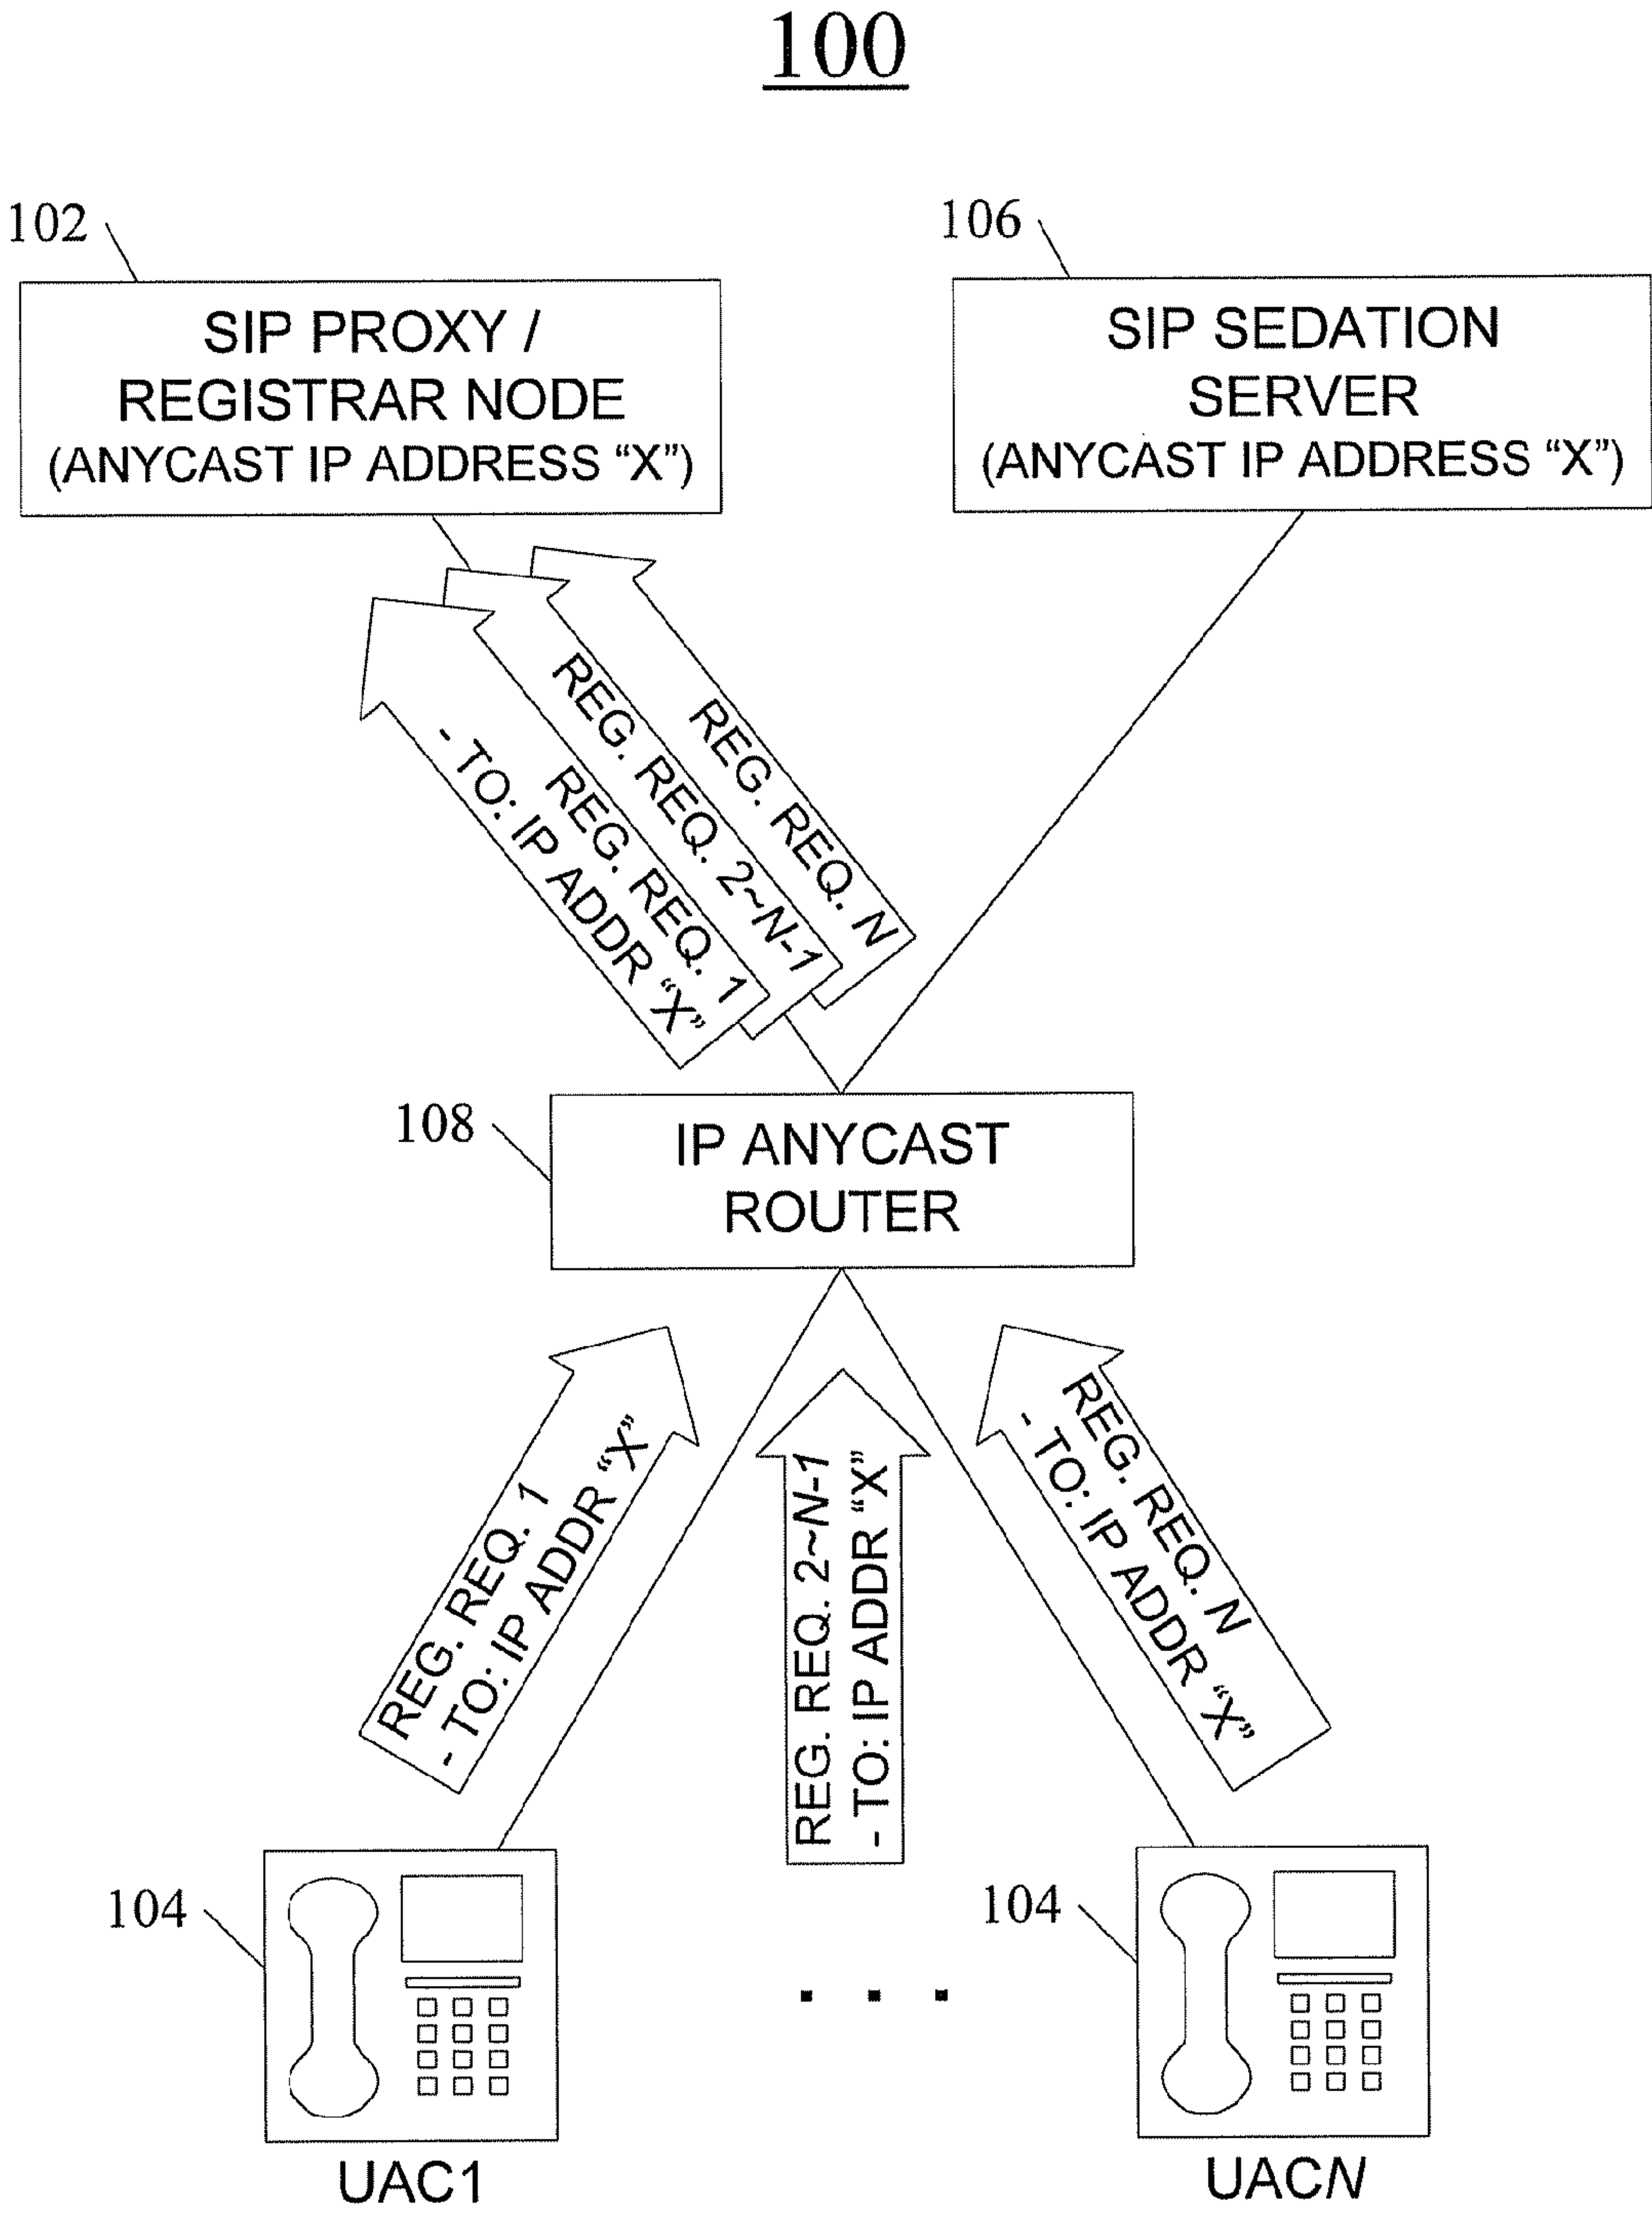 100
102
106
SIP PROXY /
REGISTRAR NODE
(ANYCAST IP ADDRESS “X”)
SIP SEDATION
SERVER
(ANYCAST IP ADDRESS “X”)
REG. REQ. 1
- TO: IP ADDR “X”
REG. REQ. 2~N-1
REG. REQ. N
108
IP ANYCAST
ROUTER
REG. REQ. 1
- TO: IP ADDR “X”
REG. REQ. 2~N-1
- TO: IP ADDR “X”
REG. REQ. N
- TO: IP ADDR “X”
104
104
. . .
UAC1
UACN